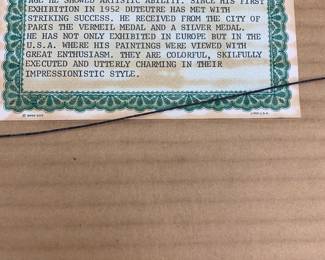 AGE HE SHOWED ARTISTIC ABILITY. SINCE HIS FIRST
EXHIBITION IN 1952 DUTEUTRE HAS MET WITH
STRIKING SUCCESS. HE RECEIVED FROM THE CITY OF
PARIS THE VERMEIL MEDAL AND A SILVER MEDAL.
HE HAS NOT ONLY EXHIBITED IN EUROPE BUT IN THE
U.S.A. WHERE HIS PAINTINGS WERE VIEWED WITH
GREAT ENTHUSIASM. THEY ARE COLORFUL, SKILFULLY
EXECUTED AND UTTERLY CHARMING IN THEIR
IMPRESSIONISTIC STYLE.